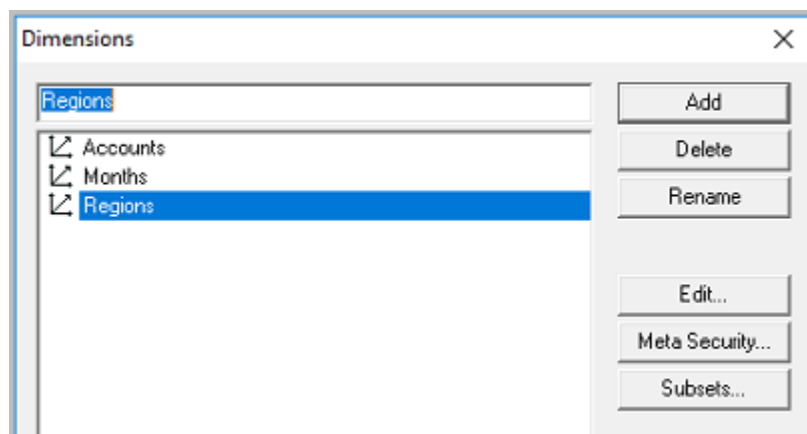 Dimensions
Regions
Add
Accounts
Delete
Months
Regions
Rename
Edit...
Meta Security...
Subsets...